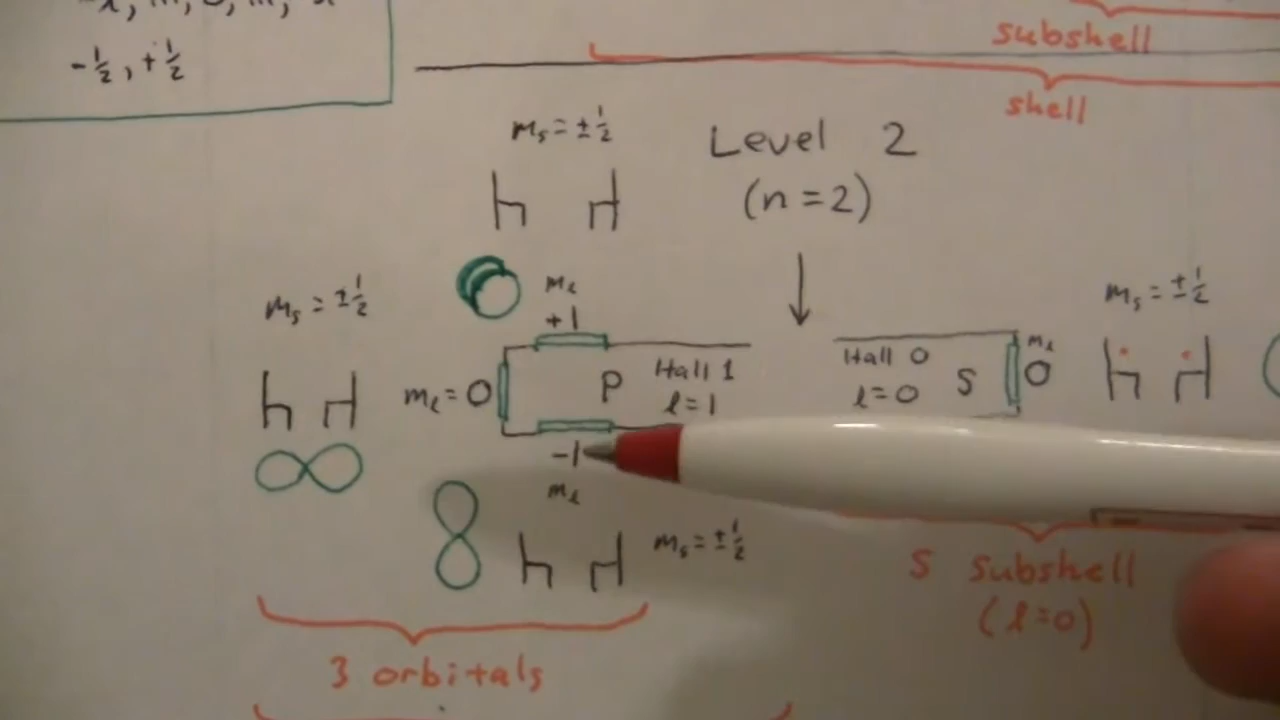 -½, +½
subshell
shell
mₛ = ±½
Level 2
(n=2)
mₛ = ±½
mₗ
+1
mₗ = 0
P
Hall 1
l=1
-1
mₗ
mₛ = ±½
3 orbitals
Hall 0
l=0
S
mₗ
0
mₛ = ±½
S subshell
(l=0)